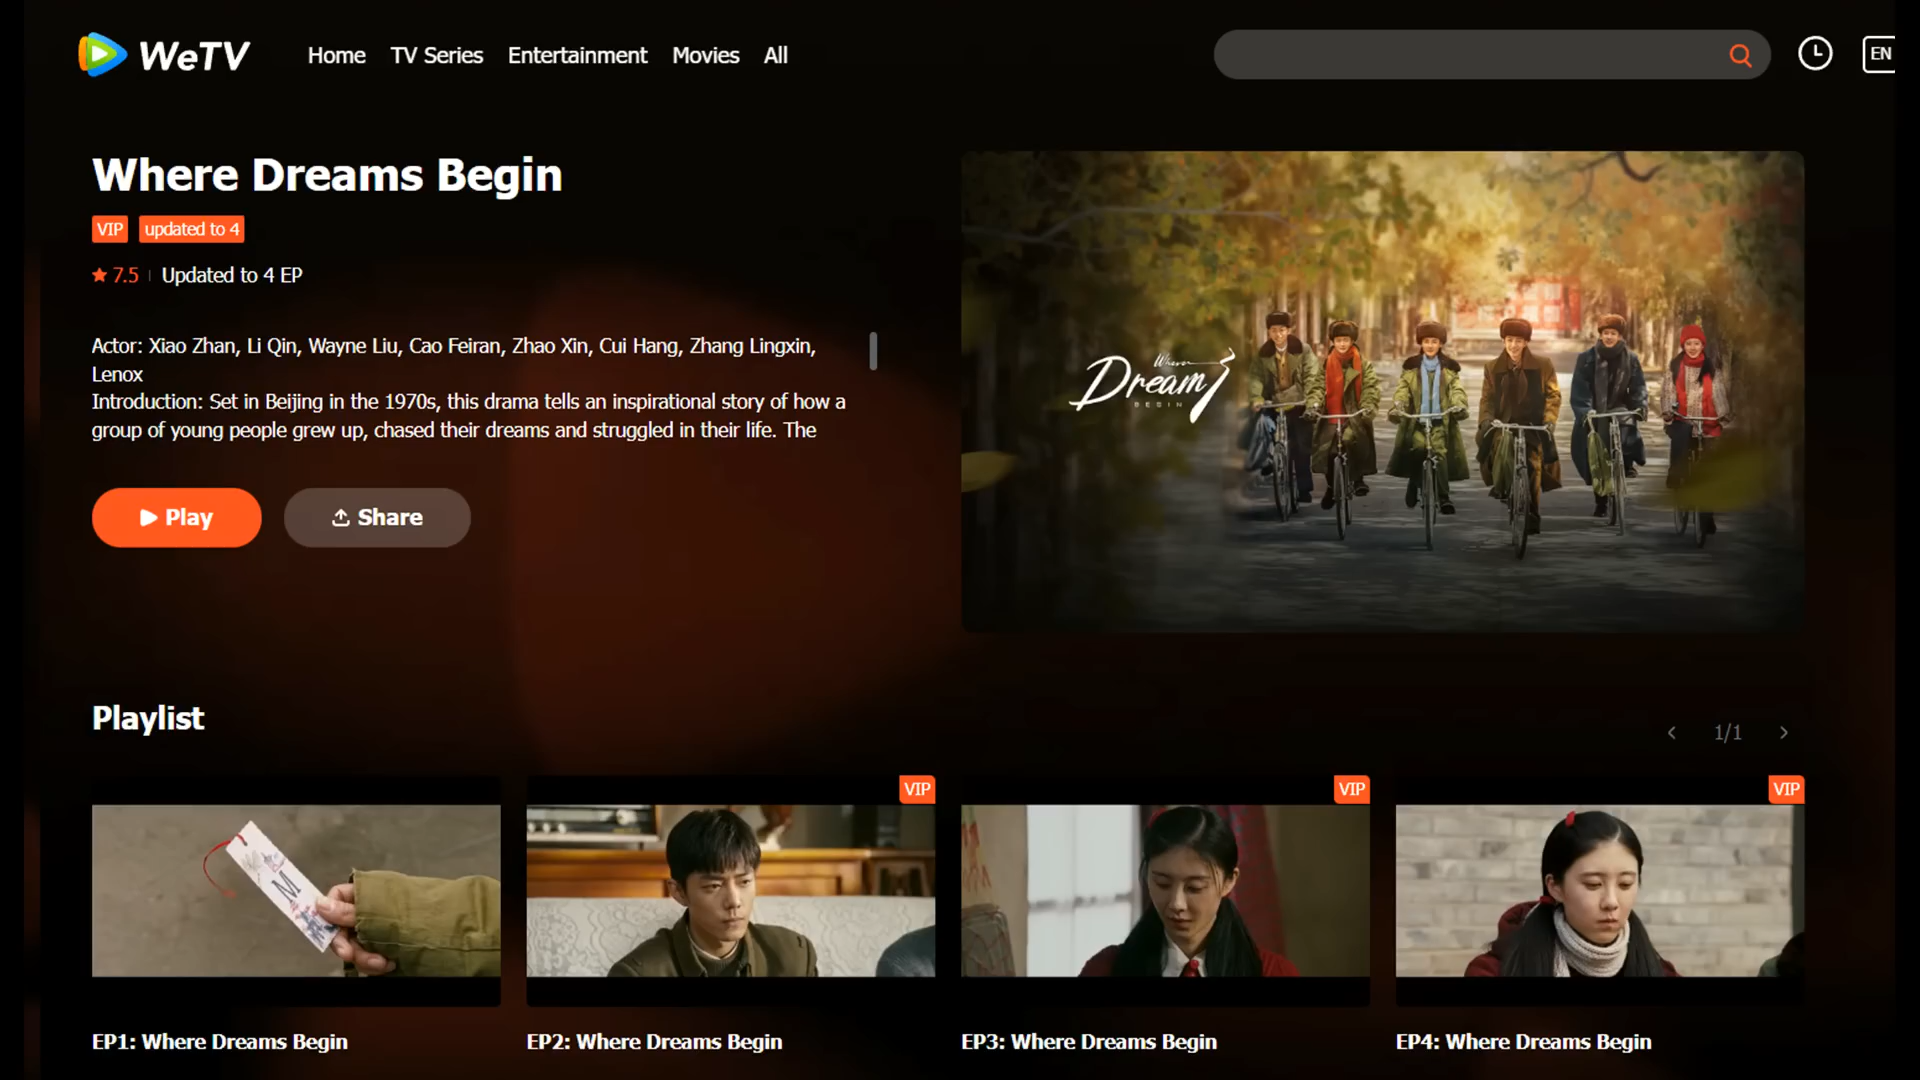 WeTV
Home TV Series Entertainment Movies All
EN
Where Dreams Begin
VIP updated to 4
7.5 Updated to 4 EP
Actor: Xiao Zhan, Li Qin, Wayne Liu, Cao Feiran, Zhao Xin, Cui Hang, Zhang Lingxin,
Lenox
Introduction: Set in Beijing in the 1970s, this drama tells an inspirational story of how a
group of young people grew up, chased their dreams and struggled in their life. The
Play Share
Where
Dream
BEGIN
Playlist
1/1
VIP
VIP
VIP
M
EP1: Where Dreams Begin
EP2: Where Dreams Begin
EP3: Where Dreams Begin
EP4: Where Dreams Begin